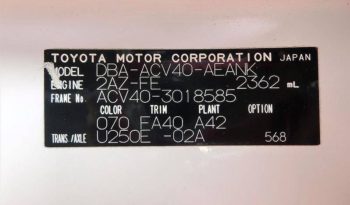 TOYOTA MOTOR CORPORATION JAPAN
MODEL DBA-ACV40-AEANK
ENGINE 2AZ-FE 2362 mL
FRAME No. ACV40-3018585
COLOR TRIM PLANT OPTION
070 FA40 A42
TRANS/AXLE U250E -02A 568